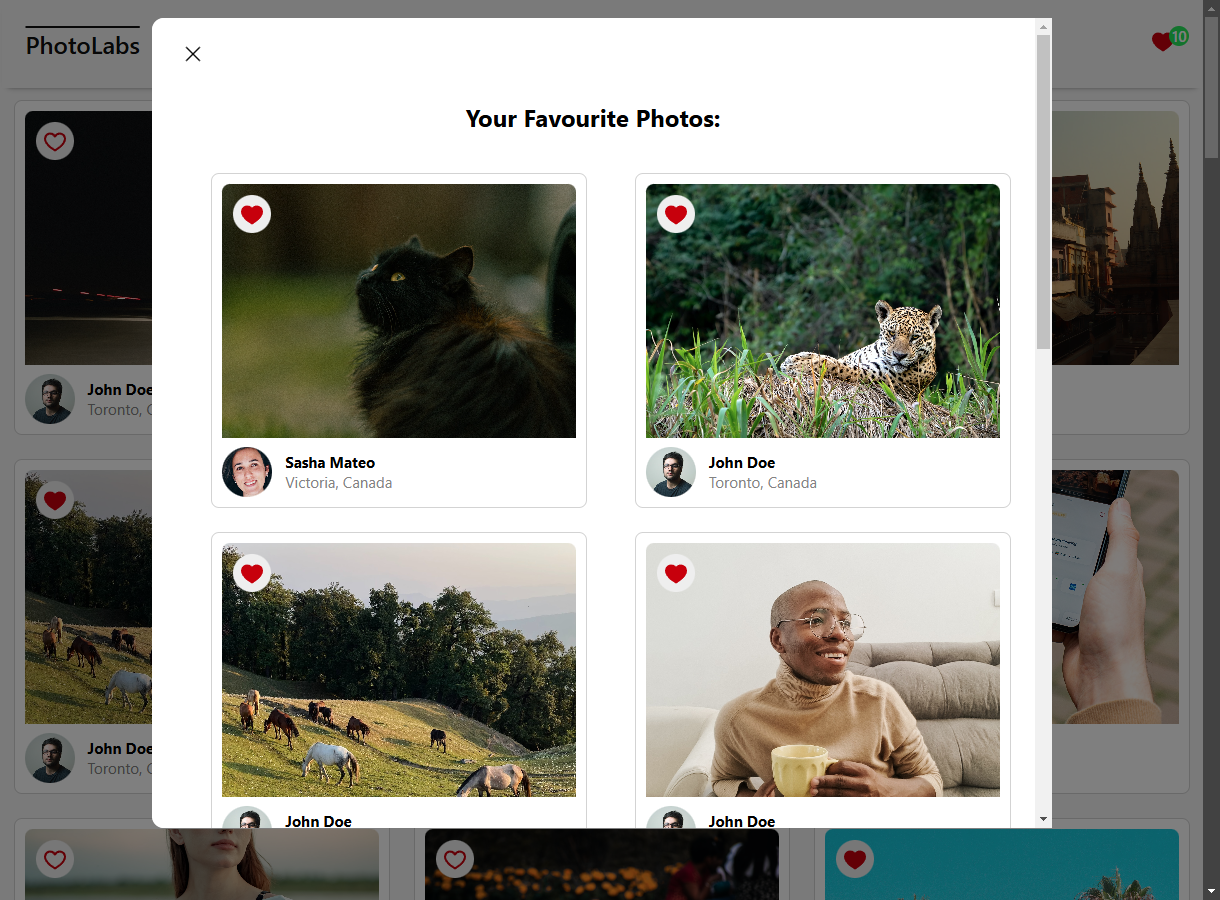 PhotoLabs
10
Your Favourite Photos:
Sasha Mateo
Victoria, Canada
John Doe
Toronto, Canada
John Doe
John Doe
John Doe
Toronto,
John Doe
Toronto,